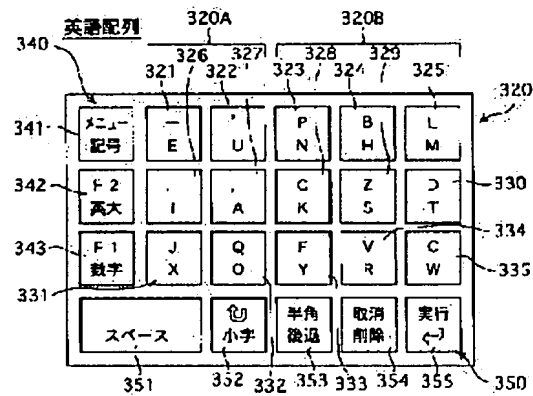 英語配列
320A
320B
340
326
327
328
329
321
322
323
324
325
320
341
メニュー
記号
ー
E
'
U
P
N
B
H
L
M
342
F2
英大
.
I
,
A
G
K
Z
S
D
T
330
343
F1
数字
J
X
Q
O
F
Y
V
R
C
W
334
335
331
スペース
小字
半角
後退
取消
削除
実行
351
352
332
353
333
354
355
350